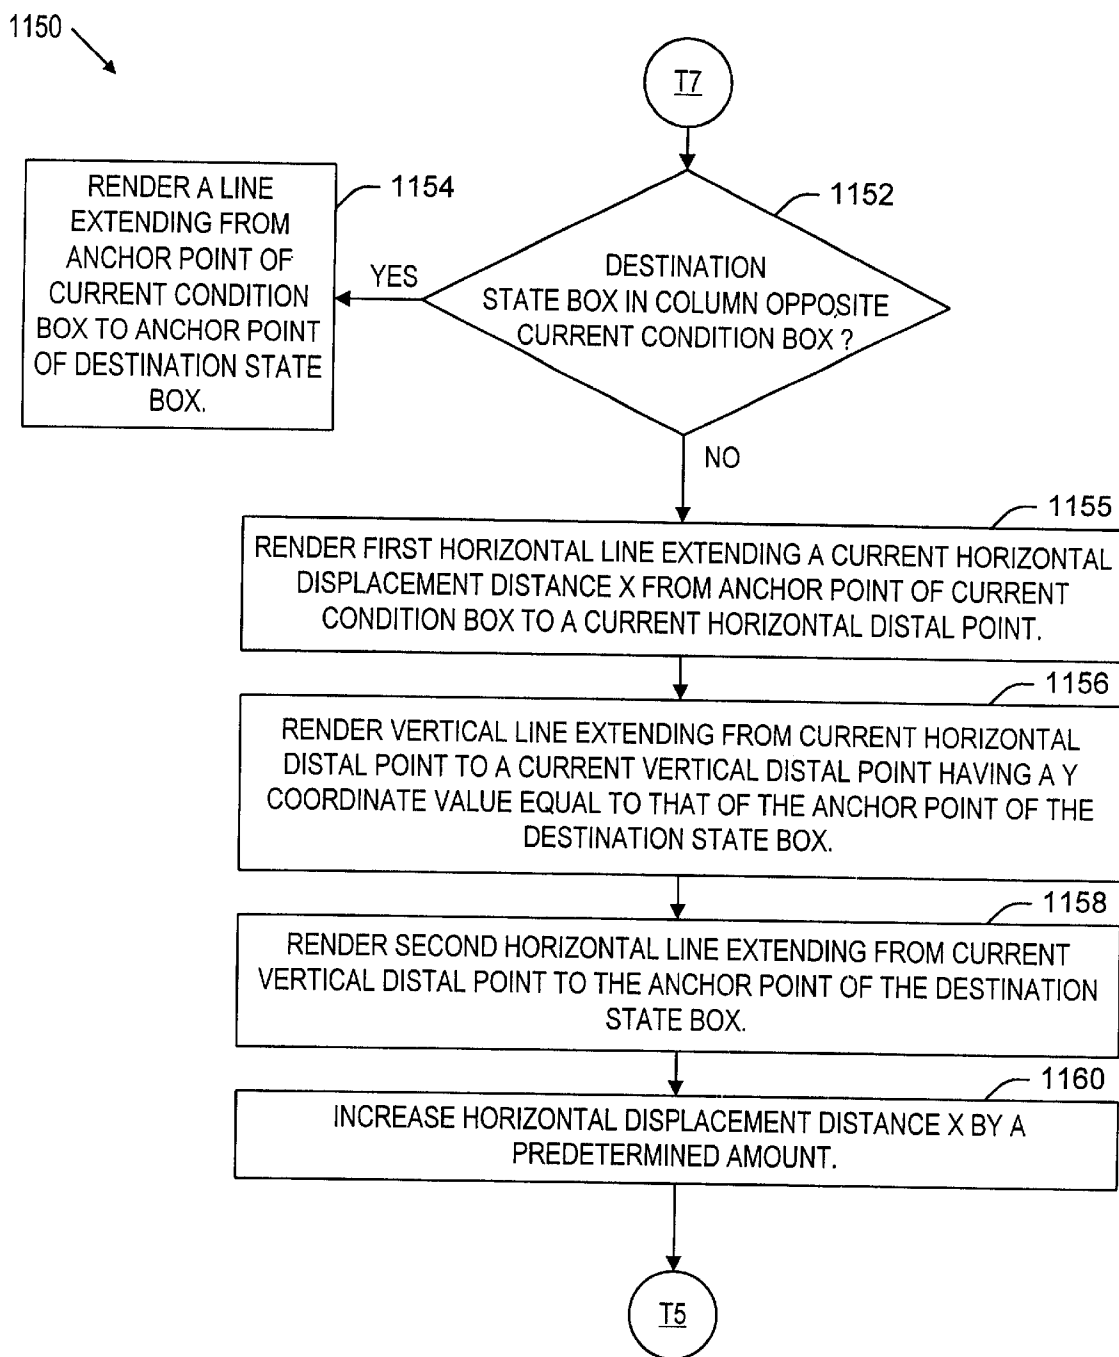 1150
T7
1154
RENDER A LINE
EXTENDING FROM
ANCHOR POINT OF
CURRENT CONDITION
BOX TO ANCHOR POINT
OF DESTINATION STATE
BOX.
YES
1152
DESTINATION
STATE BOX IN COLUMN OPPOSITE
CURRENT CONDITION BOX ?
NO
1155
RENDER FIRST HORIZONTAL LINE EXTENDING A CURRENT HORIZONTAL
DISPLACEMENT DISTANCE X FROM ANCHOR POINT OF CURRENT
CONDITION BOX TO A CURRENT HORIZONTAL DISTAL POINT.
1156
RENDER VERTICAL LINE EXTENDING FROM CURRENT HORIZONTAL
DISTAL POINT TO A CURRENT VERTICAL DISTAL POINT HAVING A Y
COORDINATE VALUE EQUAL TO THAT OF THE ANCHOR POINT OF THE
DESTINATION STATE BOX.
1158
RENDER SECOND HORIZONTAL LINE EXTENDING FROM CURRENT
VERTICAL DISTAL POINT TO THE ANCHOR POINT OF THE DESTINATION
STATE BOX.
1160
INCREASE HORIZONTAL DISPLACEMENT DISTANCE X BY A
PREDETERMINED AMOUNT.
T5